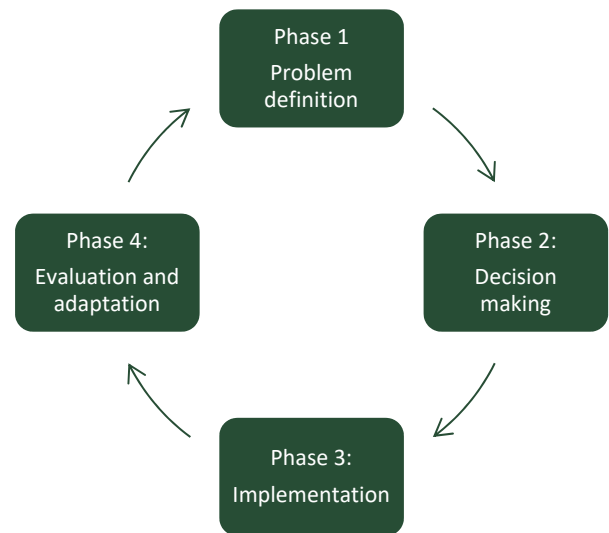 Phase 1
Problem
definition
Phase 2:
Decision
making
Phase 3:
Implementation
Phase 4:
Evaluation and
adaptation